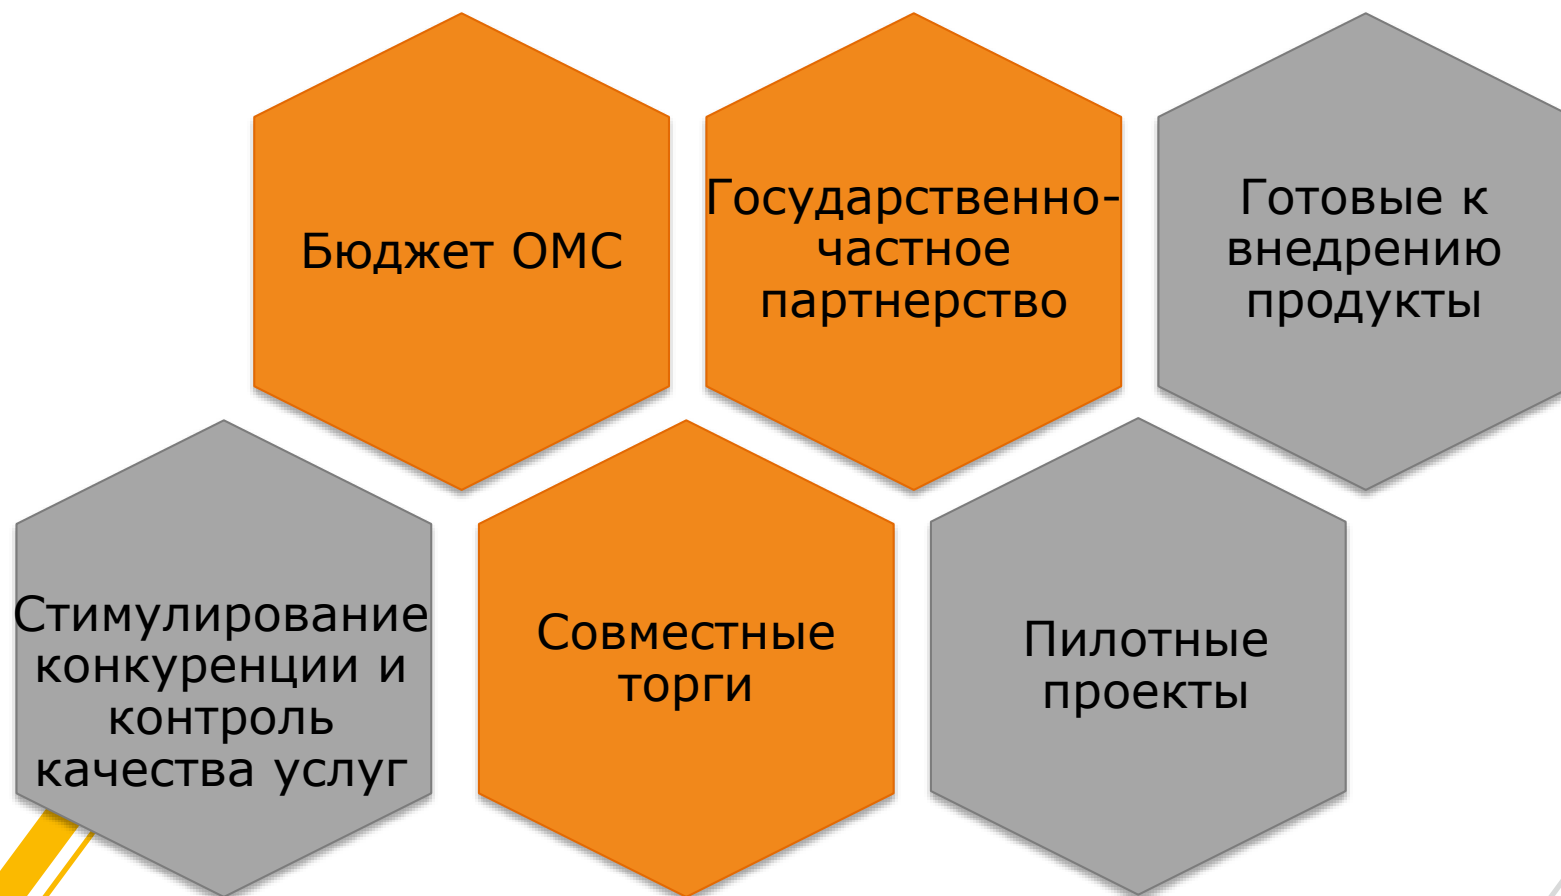 Бюджет ОМС
Государственно-
частное
партнерство
Готовые к
внедрению
продукты
Стимулирование
конкуренции и
контроль
качества услуг
Совместные
торги
Пилотные
проекты